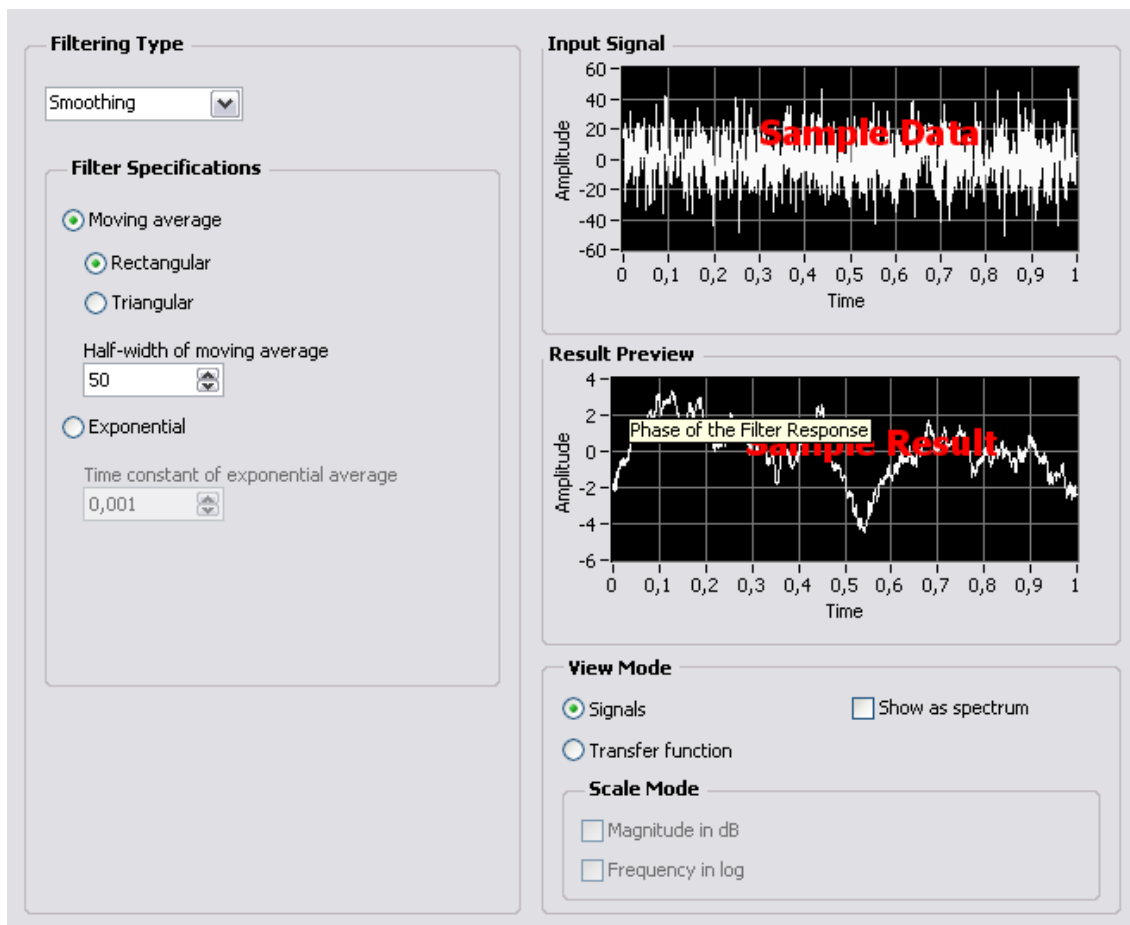 Filtering Type
Smoothing
Filter Specifications
Moving average
Rectangular
Triangular
Half-width of moving average
50
Exponential
Time constant of exponential average
0,001
Input Signal
60
40
20
0
-20
-40
-60
Amplitude
Sample Data
0 0,1 0,2 0,3 0,4 0,5 0,6 0,7 0,8 0,9 1
Time
Result Preview
4
2
0
-2
-4
-6
Amplitude
Phase of the Filter Response
Sample Result
0 0,1 0,2 0,3 0,4 0,5 0,6 0,7 0,8 0,9 1
Time
View Mode
Signals
Show as spectrum
Transfer function
Scale Mode
Magnitude in dB
Frequency in log